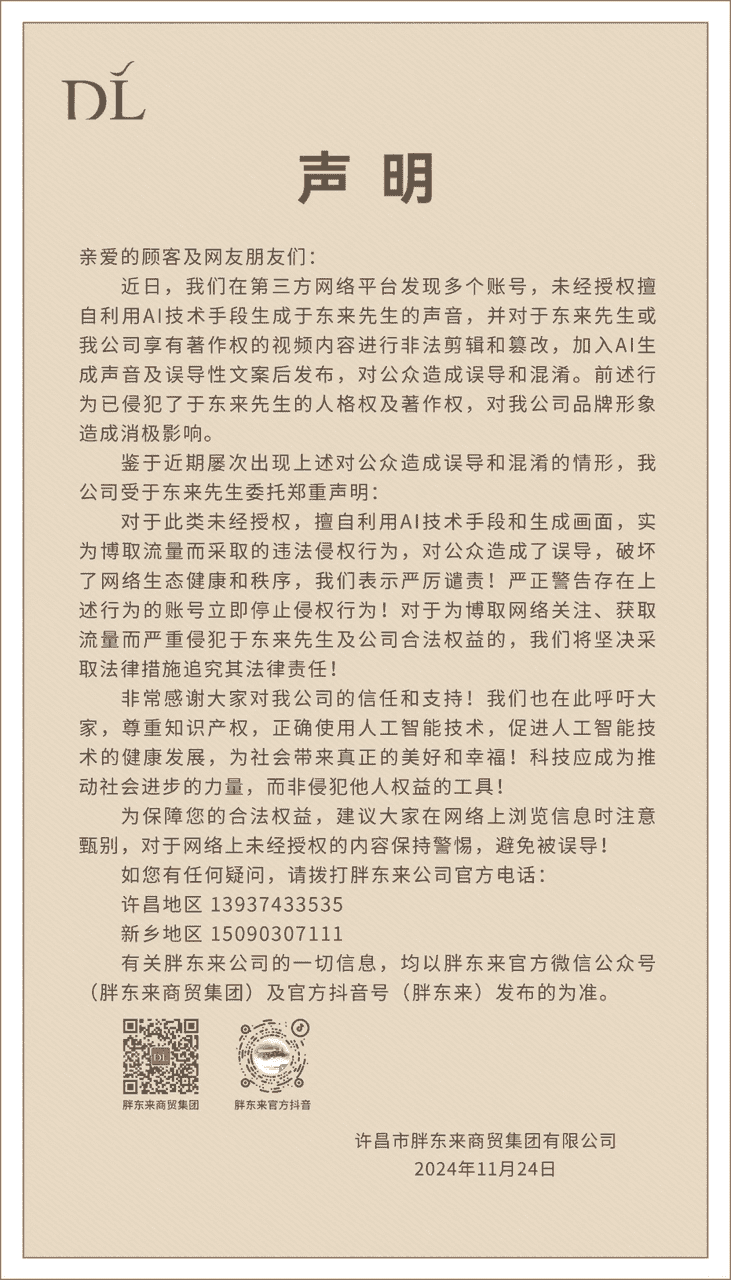 DL
声 明
亲爱的顾客及网友朋友们：
近日，我们在第三方网络平台发现多个账号，未经授权擅
自利用AI技术手段生成于东来先生的声音，并对于东来先生或
我公司享有著作权的视频内容进行非法剪辑和篡改，加入AI生
成声音及误导性文案后发布，对公众造成误导和混淆。前述行
为已侵犯了于东来先生的人格权及著作权，对我公司品牌形象
造成消极影响。
鉴于近期屡次出现上述对公众造成误导和混淆的情形，我
公司受于东来先生委托郑重声明：
对于此类未经授权，擅自利用AI技术手段和生成画面，实
为博取流量而采取的违法侵权行为，对公众造成了误导，破坏
了网络生态健康和秩序，我们表示严厉谴责！严正警告存在上
述行为的账号立即停止侵权行为！对于为博取网络关注、获取
流量而严重侵犯于东来先生及公司合法权益的，我们将坚决采
取法律措施追究其法律责任！
非常感谢大家对我公司的信任和支持！我们也在此呼吁大
家，尊重知识产权，正确使用人工智能技术，促进人工智能技
术的健康发展，为社会带来真正的美好和幸福！科技应成为推
动社会进步的力量，而非侵犯他人权益的工具！
为保障您的合法权益，建议大家在网络上浏览信息时注意
甄别，对于网络上未经授权的内容保持警惕，避免被误导！
如您有任何疑问，请拨打胖东来公司官方电话：
许昌地区 13937433535
新乡地区 15090307111
有关胖东来公司的一切信息，均以胖东来官方微信公众号
（胖东来商贸集团）及官方抖音号（胖东来）发布的为准。
DL
胖东来商贸集团 胖东来官方抖音
许昌市胖东来商贸集团有限公司
2024年11月24日